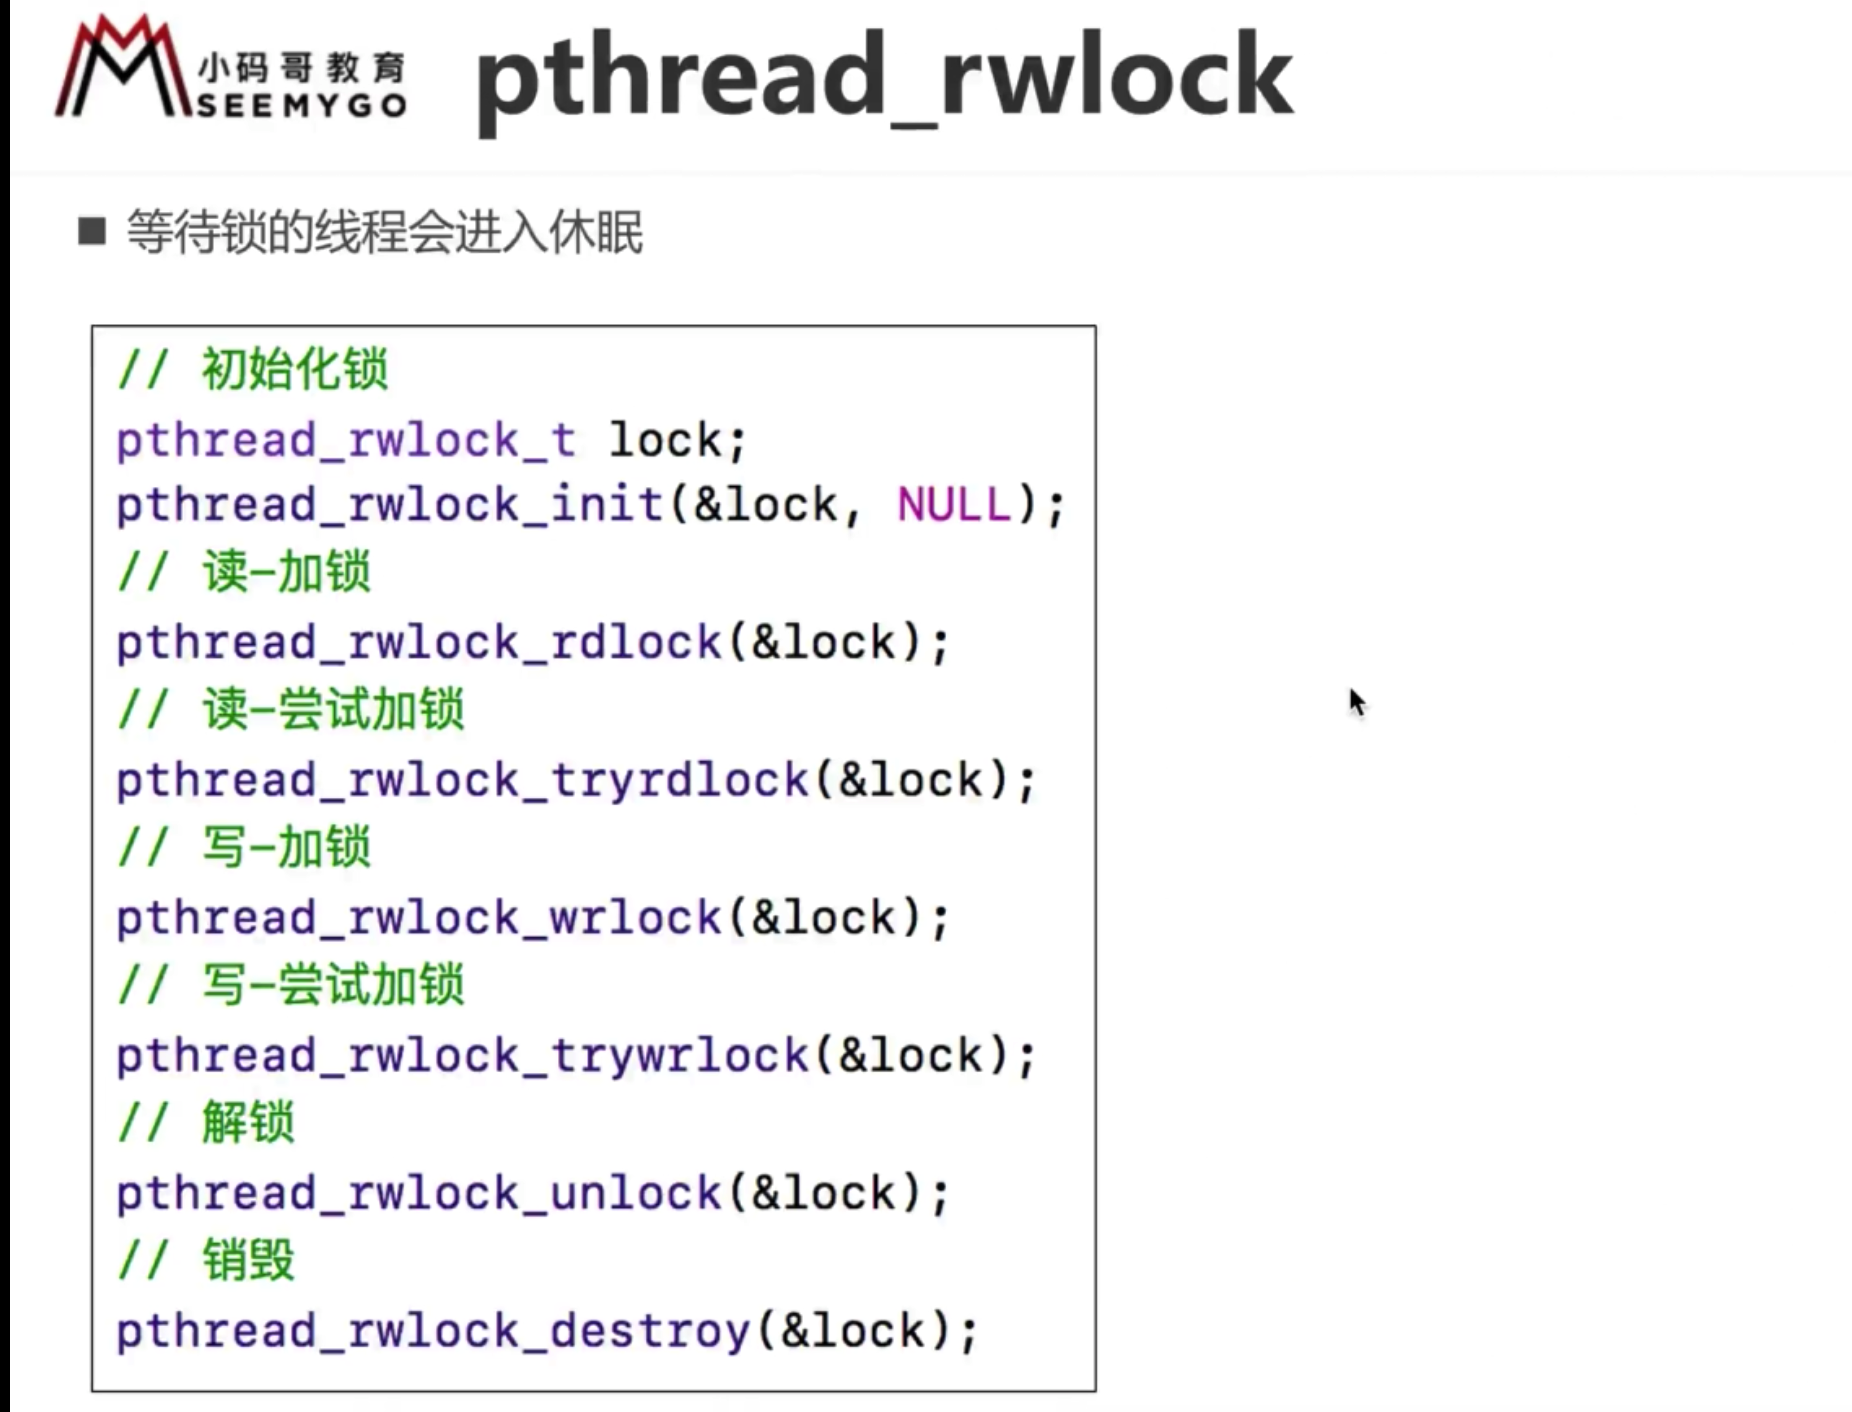 小码哥教育
SEEMYGO
pthread_rwlock
■ 等待锁的线程会进入休眠
// 初始化锁
pthread_rwlock_t lock;
pthread_rwlock_init(&lock, NULL);
// 读-加锁
pthread_rwlock_rdlock(&lock);
// 读-尝试加锁
pthread_rwlock_tryrdlock(&lock);
// 写-加锁
pthread_rwlock_wrlock(&lock);
// 写-尝试加锁
pthread_rwlock_trywrlock(&lock);
// 解锁
pthread_rwlock_unlock(&lock);
// 销毁
pthread_rwlock_destroy(&lock);